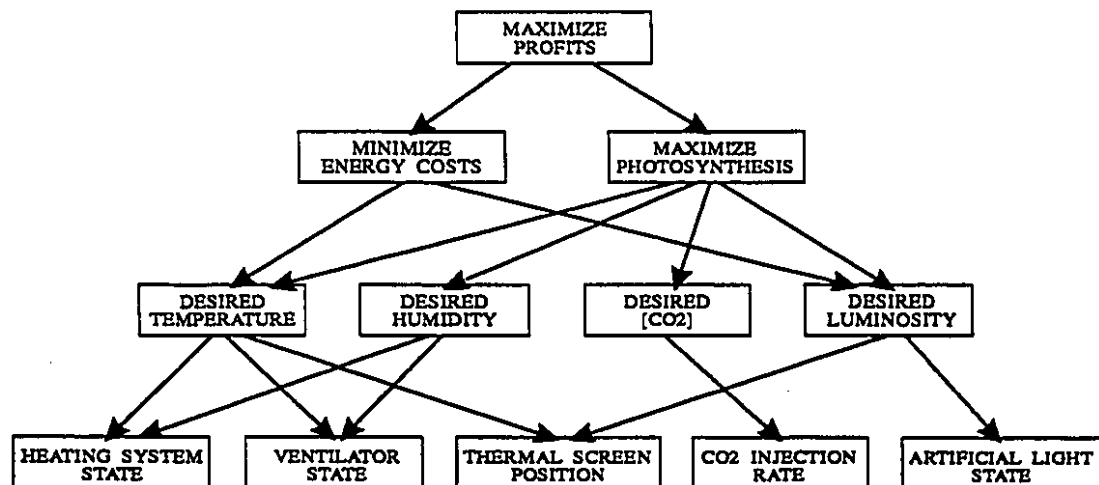 MAXIMIZE
PROFITS
MINIMIZE
ENERGY COSTS
MAXIMIZE
PHOTOSYNTHESIS
DESIRED
TEMPERATURE
DESIRED
HUMIDITY
DESIRED
[CO2]
DESIRED
LUMINOSITY
HEATING SYSTEM
STATE
VENTILATOR
STATE
THERMAL SCREEN
POSITION
CO2 INJECTION
RATE
ARTIFICIAL LIGHT
STATE